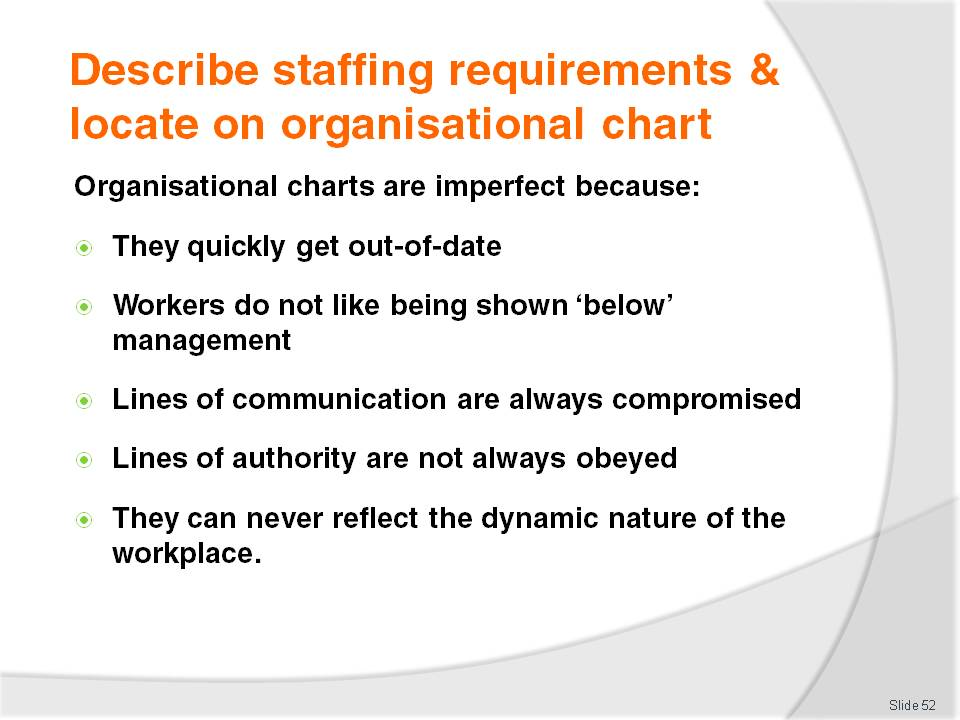 Describe staffing requirements &
locate on organisational chart
Organisational charts are imperfect because:
They quickly get out-of-date
Workers do not like being shown ‘below’
management
Lines of communication are always compromised
Lines of authority are not always obeyed
They can never reflect the dynamic nature of the
workplace.
Slide 52